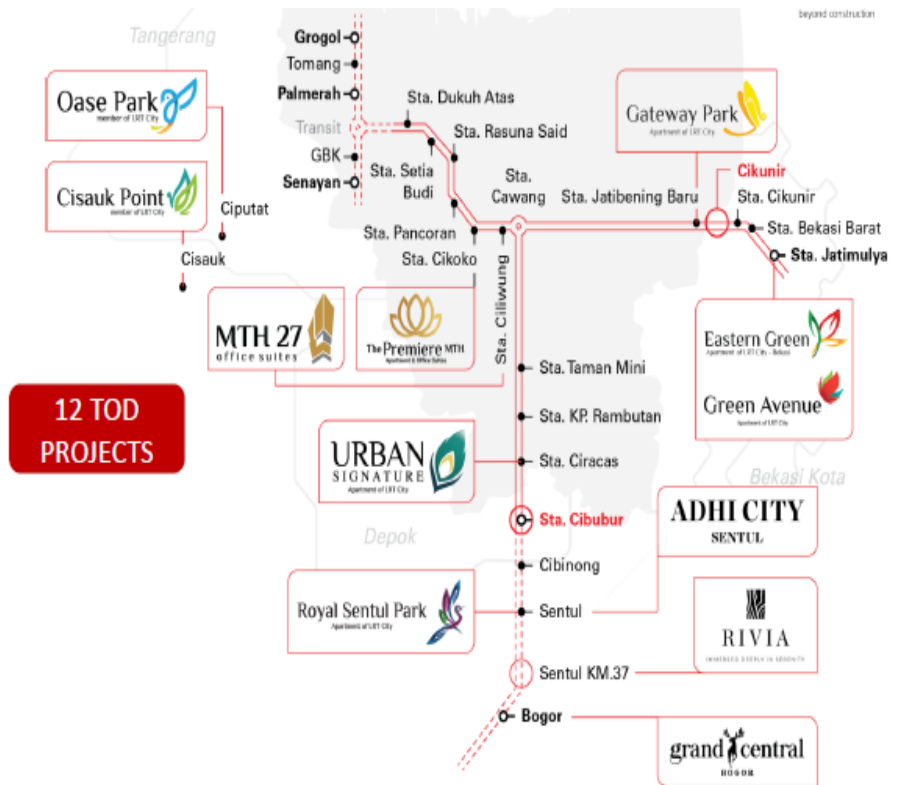 beyond construction
Tangerang
Grogol
Tomang
Palmerah
Transit
GBK
Senayan
Oase Park
member of LRT City
Cisauk Point
member of LRT City
Ciputat
Cisauk
Sta. Dukuh Atas
Sta. Rasuna Said
Sta. Setia
Budi
Sta. Pancoran
Sta. Cikoko
Sta. Ciliwung
Sta.
Cawang
Sta. Jatibening Baru
Gateway Park
Apartment of LRT City
Cikunir
Sta. Cikunir
Sta. Bekasi Barat
Sta. Jatimulya
MTH 27
office suites
The Premiere MTH
Apartment & Office Suites
Eastern Green
Apartment of LRT City - Bekasi
Green Avenue
Apartment of LRT City
12 TOD
PROJECTS
Sta. Taman Mini
Sta. KP. Rambutan
Sta. Ciracas
URBAN
SIGNATURE
Apartment of LRT City
Bekasi Kota
Sta. Cibubur
Depok
ADHI CITY
SENTUL
Cibinong
Sentul
Royal Sentul Park
Apartment of LRT City
RIVIA
IMMERSED DEEPLY IN SERENITY
Sentul KM.37
Bogor
grand central
BOGOR